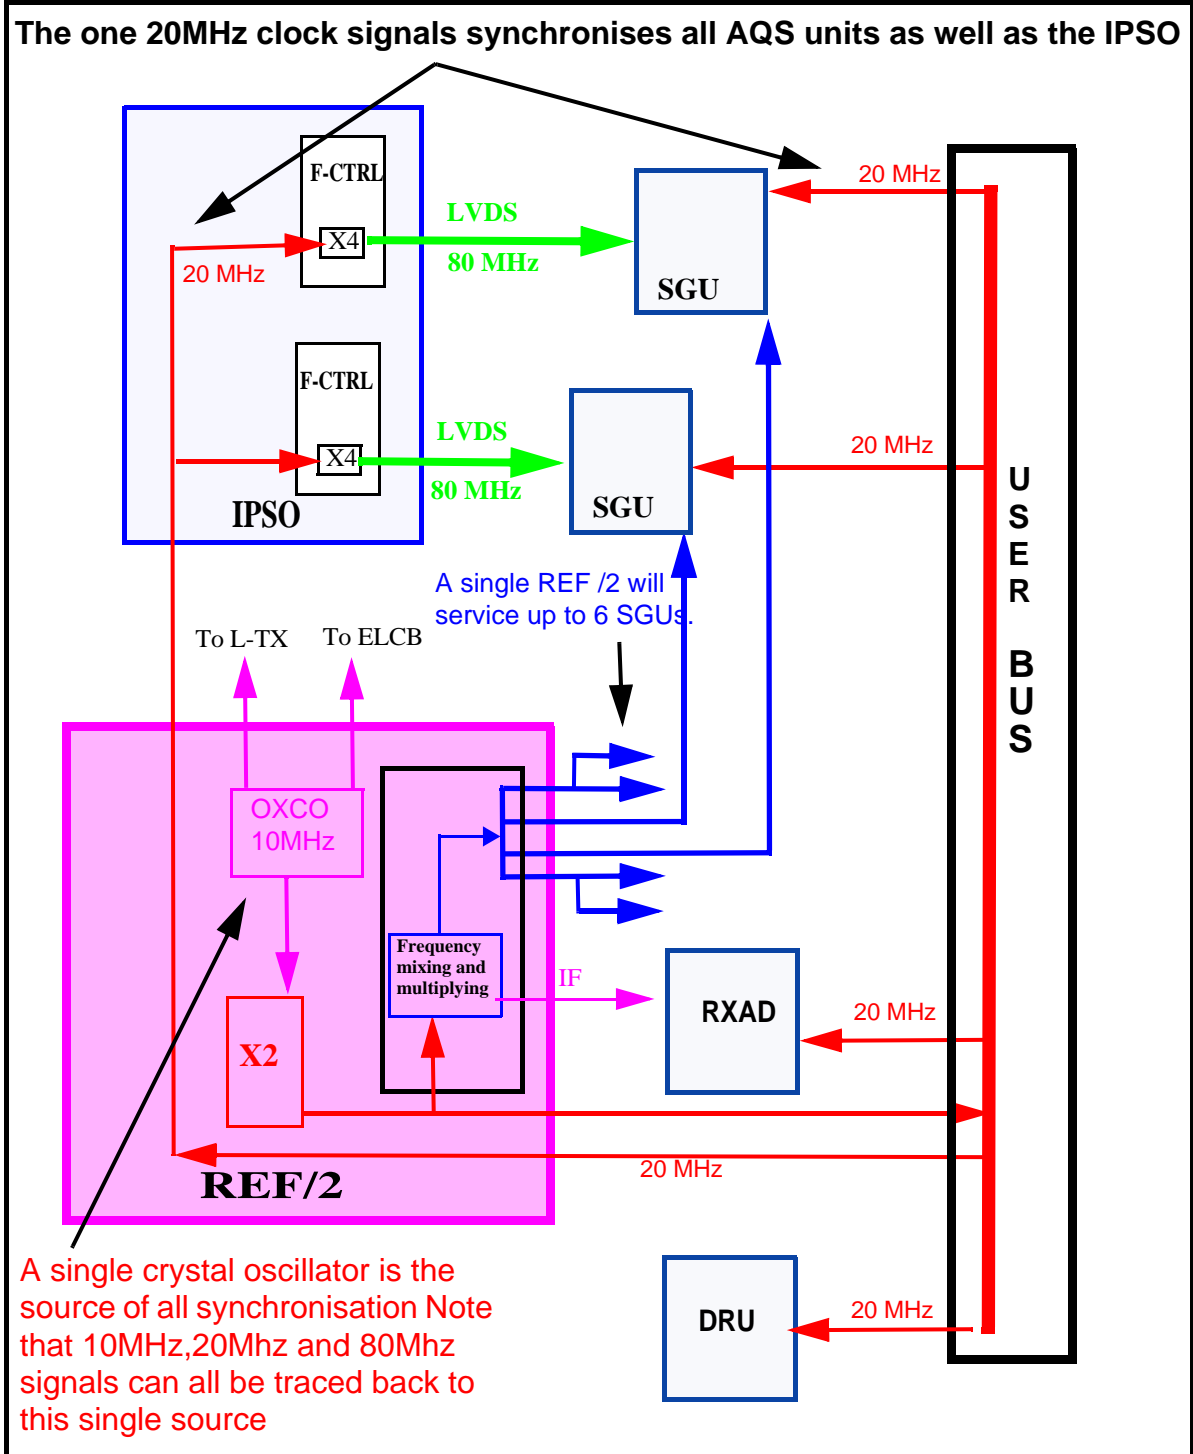 The one 20MHz clock signals synchronises all AQS units as well as the IPSO
F-CTRL
X4
20 MHz
LVDS
80 MHz
SGU
20 MHz
F-CTRL
X4
IPSO
LVDS
80 MHz
SGU
20 MHz
USER BUS
A single REF /2 will
service up to 6 SGUs.
To L-TX
To ELCB
OXCO
10MHz
Frequency
mixing and
multiplying
IF
RXAD
20 MHz
X2
20 MHz
REF/2
A single crystal oscillator is the
source of all synchronisation Note
that 10MHz,20Mhz and 80Mhz
signals can all be traced back to
this single source
DRU
20 MHz